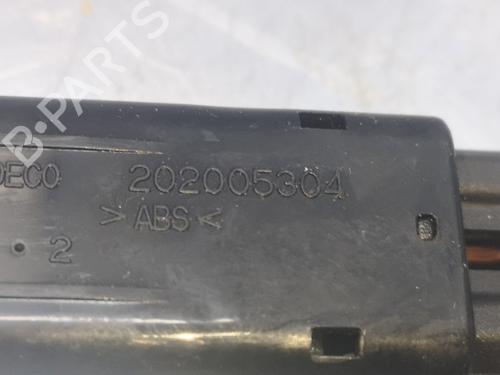 B-PARTS
DECO 202005304
>ABS<
. 2